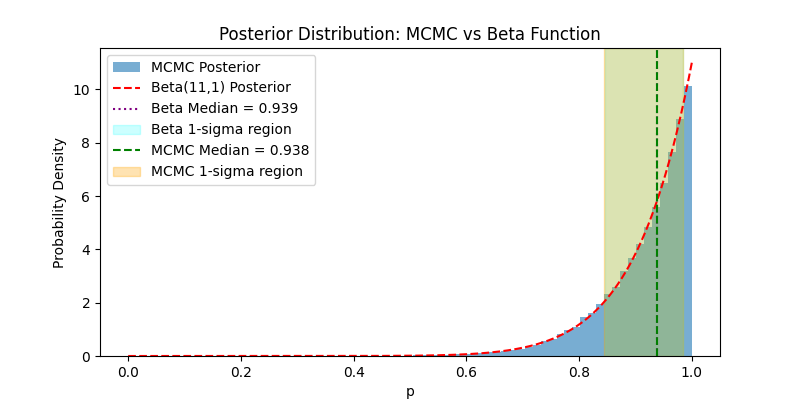 Posterior Distribution: MCMC vs Beta Function
MCMC Posterior
Beta(11,1) Posterior
Beta Median = 0.939
Beta 1-sigma region
MCMC Median = 0.938
MCMC 1-sigma region
Probability Density
10
8
6
4
2
0
0.0 0.2 0.4 0.6 0.8 1.0
p